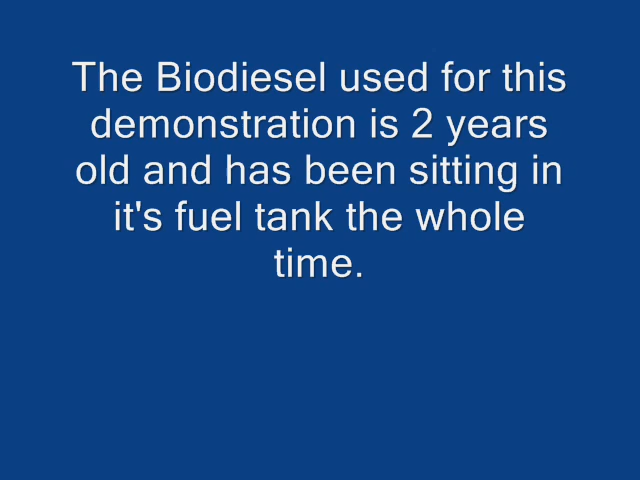 The Biodiesel used for this
demonstration is 2 years
old and has been sitting in
it's fuel tank the whole
time.